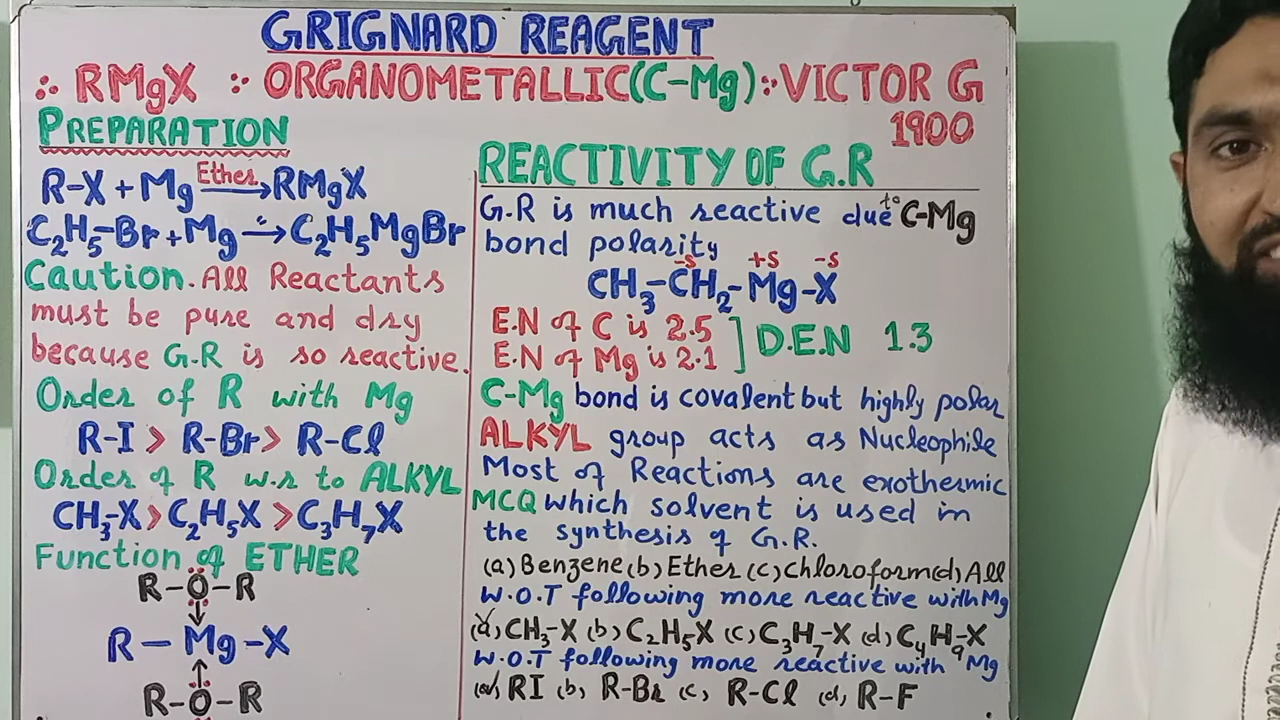 GRIGNARD REAGENT
∴ RMgX :- ORGANOMETALLIC(C-Mg):-VICTOR G
1900
PREPARATION
R-X + Mg Ether → RMgX
C₂H₅-Br + Mg → C₂H₅MgBr
Caution. All Reactants
must be pure and dry
because G.R is so reactive.
Order of R with Mg
R-I > R-Br > R-Cl
Order of R w.r to ALKYL
CH₃-X > C₂H₅X > C₃H₇X
Function of ETHER
R-O-R
↓
R-Mg-X
↑
R-O-R
REACTIVITY OF G.R
G.R is much reactive due to C-Mg
bond polarity
-δ +δ -δ
CH₃-CH₂-Mg-X
E.N of C is 2.5
E.N of Mg is 2.1 ] D.E.N 1.3
C-Mg bond is covalent but highly polar
ALKYL group acts as Nucleophile
Most of Reactions are exothermic
MCQ which solvent is used in
the synthesis of G.R.
(a) Benzene (b) Ether (c) Chloroform (d) All
W.O.T following more reactive with Mg
(a) CH₃-X (b) C₂H₅X (c) C₃H₇-X (d) C₄H₉-X
W.O.T following more reactive with Mg
(a) RI (b) R-Br (c) R-Cl (d) R-F